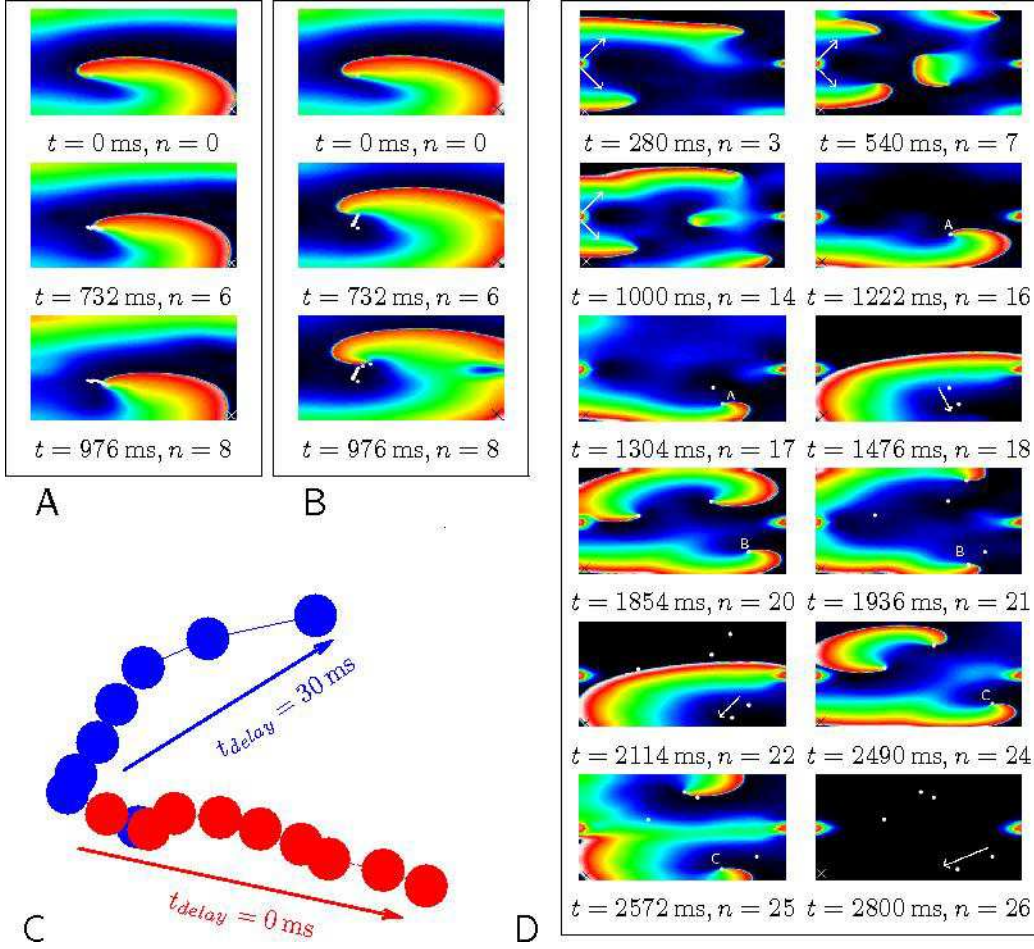 t = 0 ms, n = 0
t = 732 ms, n = 6
t = 976 ms, n = 8
A
t = 0 ms, n = 0
t = 732 ms, n = 6
t = 976 ms, n = 8
B
t_delay = 30 ms
t_delay = 0 ms
C
t = 280 ms, n = 3
t = 540 ms, n = 7
A
t = 1000 ms, n = 14
t = 1222 ms, n = 16
A
t = 1304 ms, n = 17
t = 1476 ms, n = 18
B
B
t = 1854 ms, n = 20
t = 1936 ms, n = 21
C
t = 2114 ms, n = 22
t = 2490 ms, n = 24
C
t = 2572 ms, n = 25
t = 2800 ms, n = 26
D